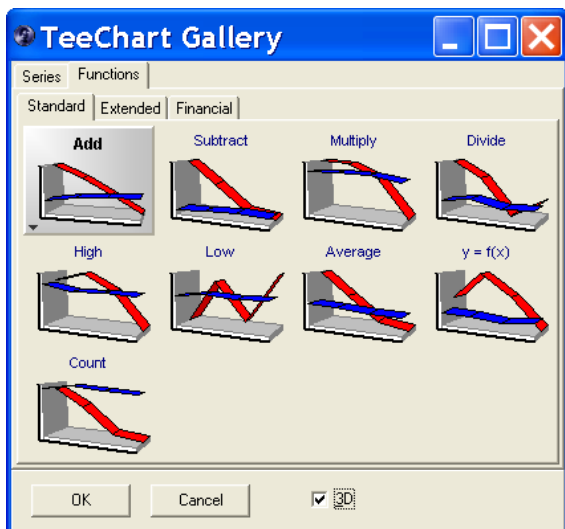 TeeChart Gallery
Series Functions
Standard Extended Financial
Add Subtract Multiply Divide
High Low Average y = f(x)
Count
OK Cancel 3D